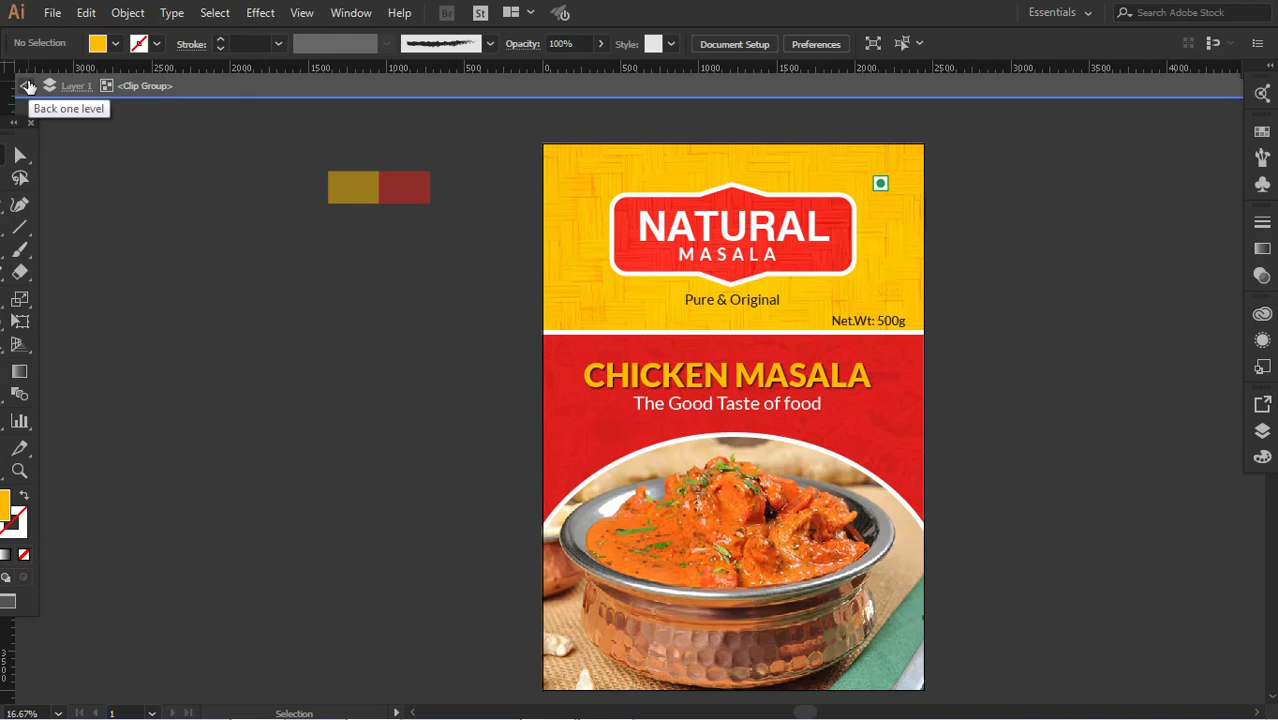 Ai File Edit Object Type Select Effect View Window Help Br St Essentials Search Adobe Stock
No Selection Stroke: Opacity: 100% Style: Document Setup Preferences
3000 2500 2000 1500 1000 500 0 500 1000 1500 2000 2500 3000 3500 4000
Layer 1 <Clip Group>
Back one level
NATURAL
MASALA
Pure & Original
Net.Wt: 500g
CHICKEN MASALA
The Good Taste of food
16.67% 1 Selection